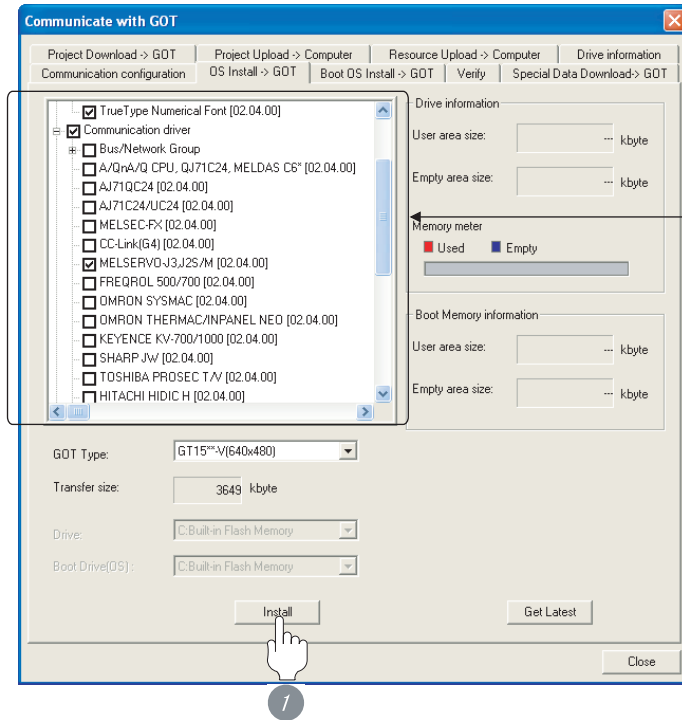 Communicate with GOT
Project Download -> GOT
Project Upload -> Computer
Resource Upload -> Computer
Drive information
Communication configuration
OS Install -> GOT
Boot OS Install -> GOT
Verify
Special Data Download-> GOT
TrueType Numerical Font [02.04.00]
Communication driver
Bus/Network Group
A/QnA/Q CPU, QJ71C24, MELDAS C6* [02.04.00]
AJ71QC24 [02.04.00]
AJ71C24/UC24 [02.04.00]
MELSEC-FX [02.04.00]
CC-Link(G4) [02.04.00]
MELSERVO-J3,J2S/M [02.04.00]
FREQROL 500/700 [02.04.00]
OMRON SYSMAC [02.04.00]
OMRON THERMAC/INPANEL NEO [02.04.00]
KEYENCE KV-700/1000 [02.04.00]
SHARP JW [02.04.00]
TOSHIBA PROSEC T/V [02.04.00]
HITACHI HIDIC H [02.04.00]
Drive information
User area size: --- kbyte
Empty area size: --- kbyte
Memory meter
Used Empty
Boot Memory information
User area size: --- kbyte
Empty area size: --- kbyte
GOT Type: GT15**-V(640x480)
Transfer size: 3649 kbyte
Drive: C:Built-in Flash Memory
Boot Drive(OS) : C:Built-in Flash Memory
Install
Get Latest
Close
1